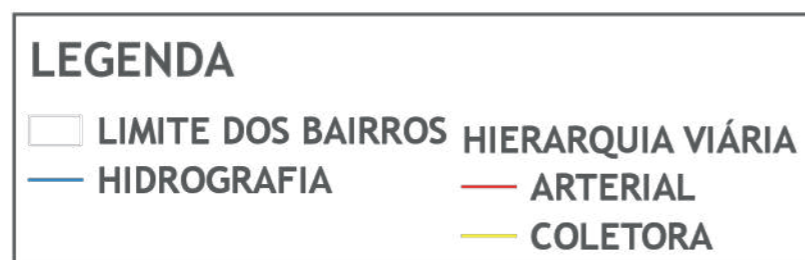 LEGENDA
LIMITE DOS BAIRROS
HIDROGRAFIA
HIERARQUIA VIÁRIA
ARTERIAL
COLETORA